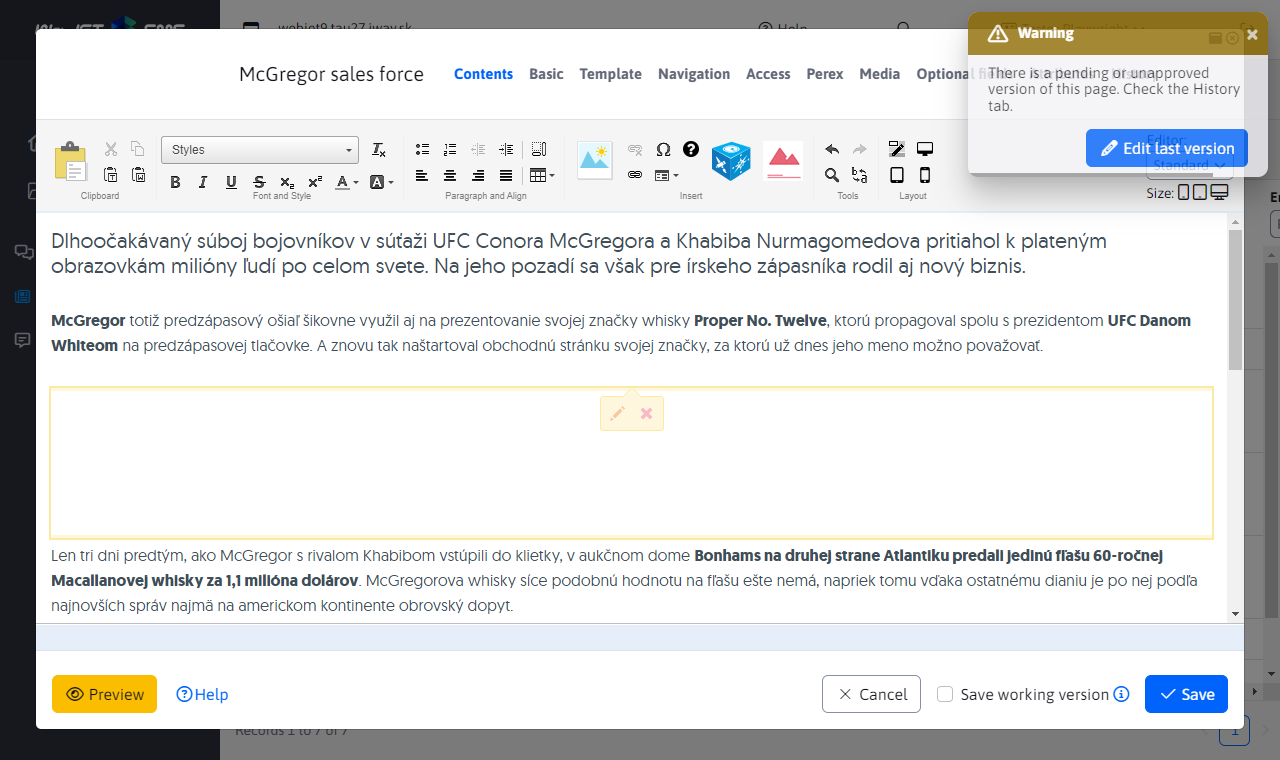 webjet9.tau27.iway.sk
Help
Warning
McGregor sales force
Contents
Basic
Template
Navigation
Access
Perex
Media
Optional fields
There is a pending or unapproved
version of this page. Check the History
tab.
Edit last version
Styles
Editor:
Standard
Size:
Clipboard
Font and Style
Paragraph and Align
Insert
Tools
Layout
Dlhoočakávaný súboj bojovníkov v súťaži UFC Conora McGregora a Khabiba Nurmagomedova pritiahol k plateným
obrazovkám milióny ľudí po celom svete. Na jeho pozadí sa však pre írskeho zápasníka rodil aj nový biznis.
McGregor totiž predzápasový ošiaľ šikovne využil aj na prezentovanie svojej značky whisky Proper No. Twelve, ktorú propagoval spolu s prezidentom UFC Danom
Whiteom na predzápasovej tlačovke. A znovu tak naštartoval obchodnú stránku svojej značky, za ktorú už dnes jeho meno možno považovať.
Len tri dni predtým, ako McGregor s rivalom Khabibom vstúpili do klietky, v aukčnom dome Bonhams na druhej strane Atlantiku predali jedinú fľašu 60-ročnej
Macallanovej whisky za 1,1 milióna dolárov. McGregorova whisky síce podobnú hodnotu na fľašu ešte nemá, napriek tomu vďaka ostatnému dianiu je po nej podľa
najnovších správ najmä na americkom kontinente obrovský dopyt.
Preview
Help
Cancel
Save working version
Save
Records 1 to 7 of 7
1